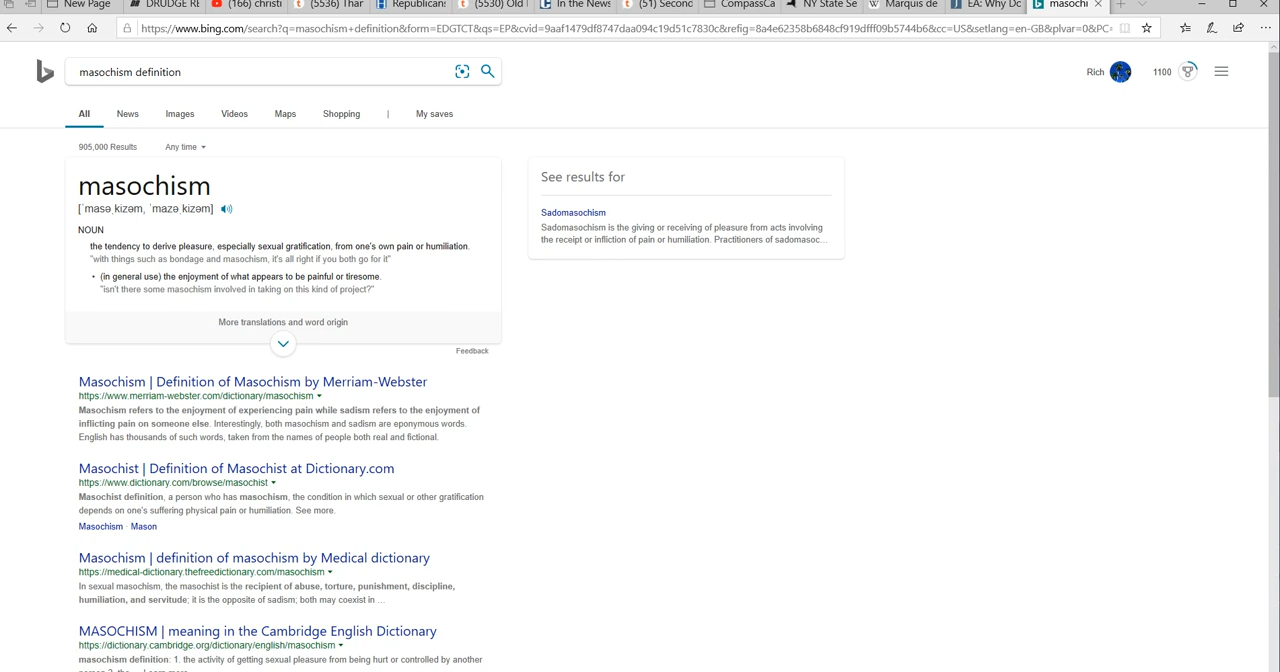 New Page
DRUDGE RE
(166) christi
(5536) Thar
Republicans
(5530) Old I
In the News
(51) Second
CompassCa
NY State Se
Marquis de
EA: Why Do
masochi
https://www.bing.com/search?q=masochism+definition&form=EDGTCT&qs=EP&cvid=9aaf1479df8747daa094c19d51c7830c&refig=8a4e62358b6848cf919dfff09b5744b6&cc=US&setlang=en-GB&plvar=0&PC=
masochism definition
Rich
1100
All News Images Videos Maps Shopping | My saves
905,000 Results Any time
masochism
[ˈmasəˌkizəm, ˈmazəˌkizəm]
NOUN
the tendency to derive pleasure, especially sexual gratification, from one's own pain or humiliation.
"with things such as bondage and masochism, it's all right if you both go for it"
• (in general use) the enjoyment of what appears to be painful or tiresome.
"isn't there some masochism involved in taking on this kind of project?"
More translations and word origin
Feedback
See results for
Sadomasochism
Sadomasochism is the giving or receiving of pleasure from acts involving
the receipt or infliction of pain or humiliation. Practitioners of sadomasoc...
Masochism | Definition of Masochism by Merriam-Webster
https://www.merriam-webster.com/dictionary/masochism
Masochism refers to the enjoyment of experiencing pain while sadism refers to the enjoyment of
inflicting pain on someone else. Interestingly, both masochism and sadism are eponymous words.
English has thousands of such words, taken from the names of people both real and fictional.
Masochist | Definition of Masochist at Dictionary.com
https://www.dictionary.com/browse/masochist
Masochist definition, a person who has masochism, the condition in which sexual or other gratification
depends on one's suffering physical pain or humiliation. See more.
Masochism · Mason
Masochism | definition of masochism by Medical dictionary
https://medical-dictionary.thefreedictionary.com/masochism
In sexual masochism, the masochist is the recipient of abuse, torture, punishment, discipline,
humiliation, and servitude; it is the opposite of sadism; both may coexist in ...
MASOCHISM | meaning in the Cambridge English Dictionary
https://dictionary.cambridge.org/dictionary/english/masochism
masochism definition: 1. the activity of getting sexual pleasure from being hurt or controlled by another